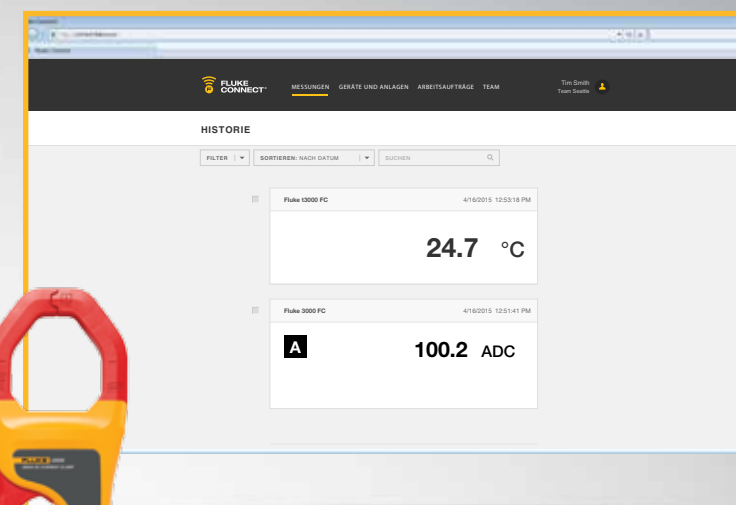 FLUKE
CONNECT
MESSUNGEN GERÄTE UND ANLAGEN ARBEITSAUFTRÄGE TEAM
Tim Smith
Team Seattle
HISTORIE
FILTER
SORTIEREN: NACH DATUM
SUCHEN
Fluke t3000 FC 4/16/2015 12:53:18 PM
24.7 °C
Fluke 3000 FC 4/16/2015 12:51:41 PM
A 100.2 ADC
FLUKE